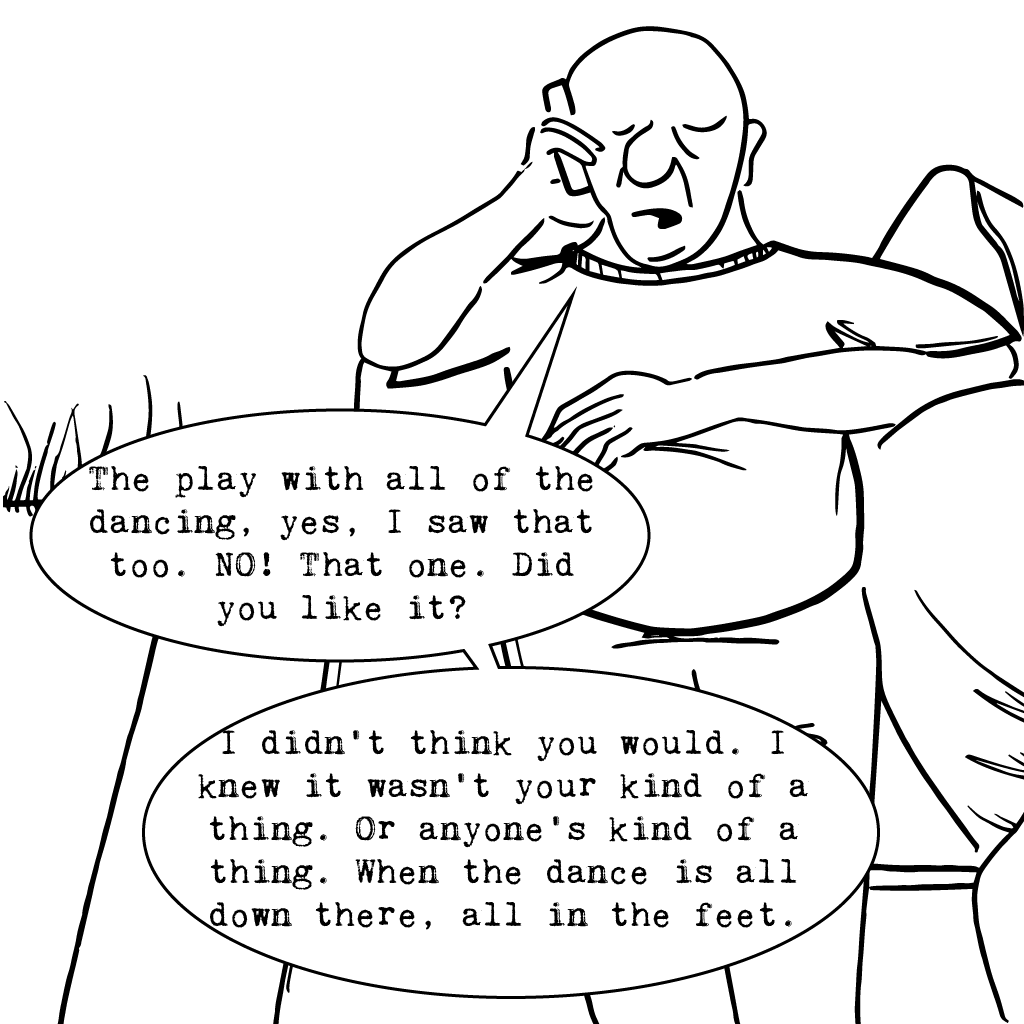 The play with all of the
dancing, yes, I saw that
too. NO! That one. Did
you like it?
I didn't think you would. I
knew it wasn't your kind of a
thing. Or anyone's kind of a
thing. When the dance is all
down there, all in the feet.